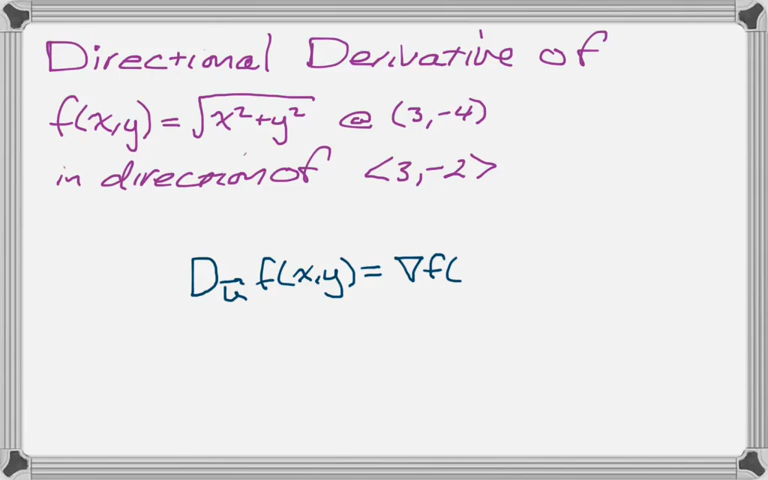 Directional Derivative of
f(x,y) = √x²+y² @ (3,-4)
in direction of <3,-2>
D_u⃗ f(x,y) = ∇f(